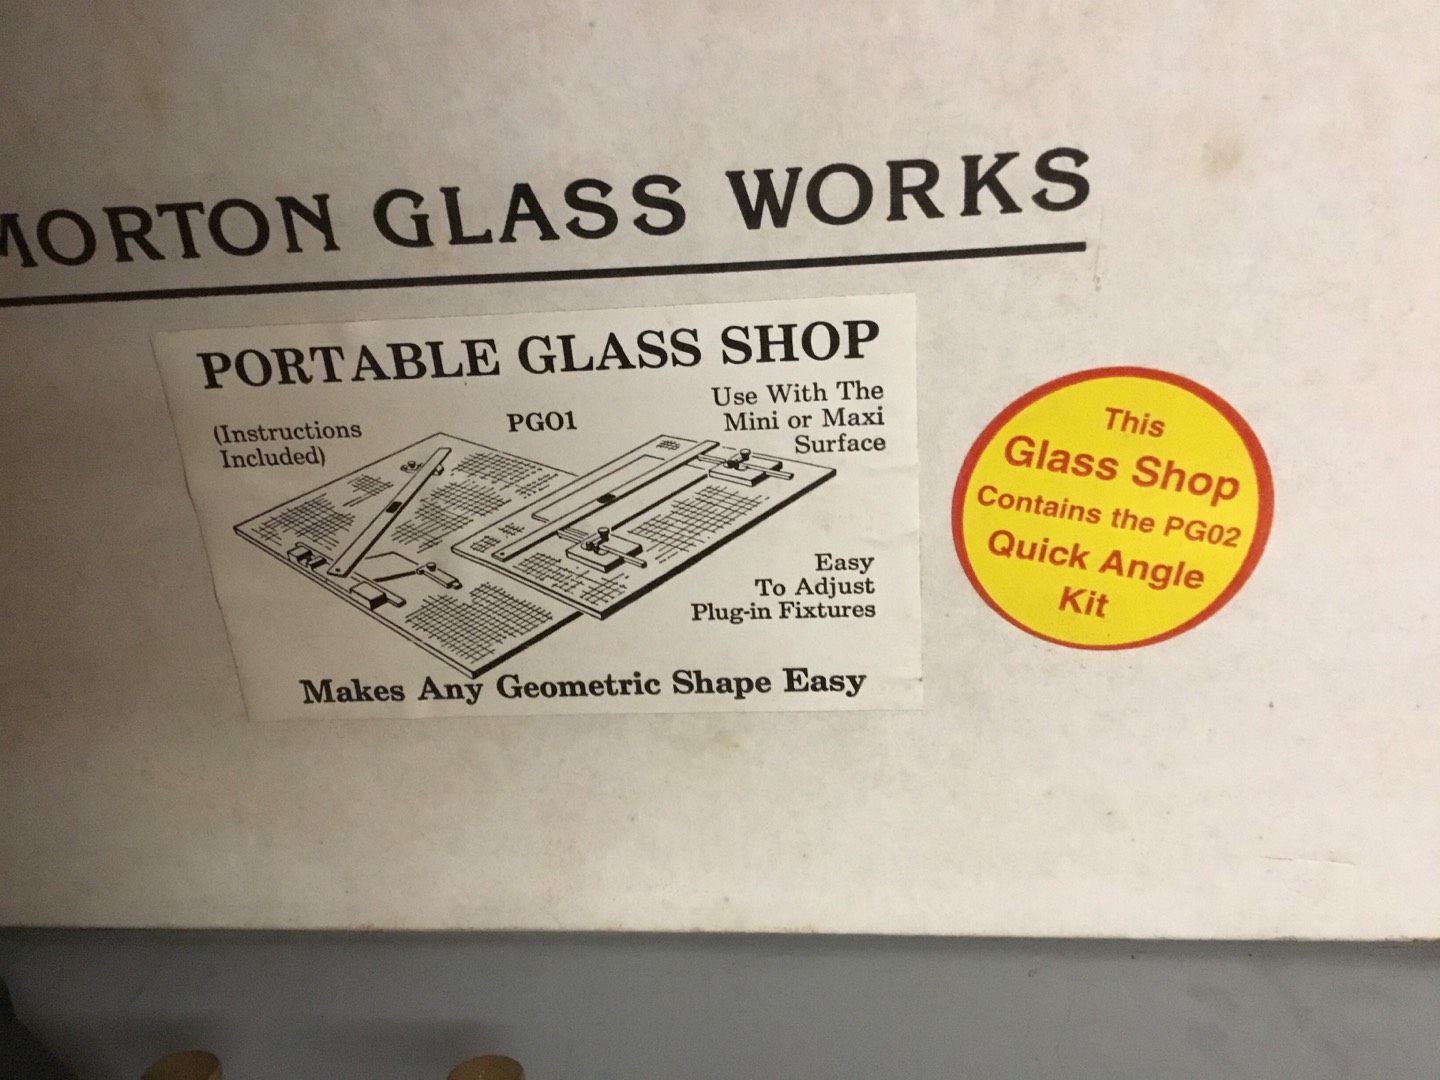 MORTON GLASS WORKS
PORTABLE GLASS SHOP
(Instructions
Included)
PG01
Use With The
Mini or Maxi
Surface
Easy
To Adjust
Plug-in Fixtures
Makes Any Geometric Shape Easy
This
Glass Shop
Contains the PG02
Quick Angle
Kit